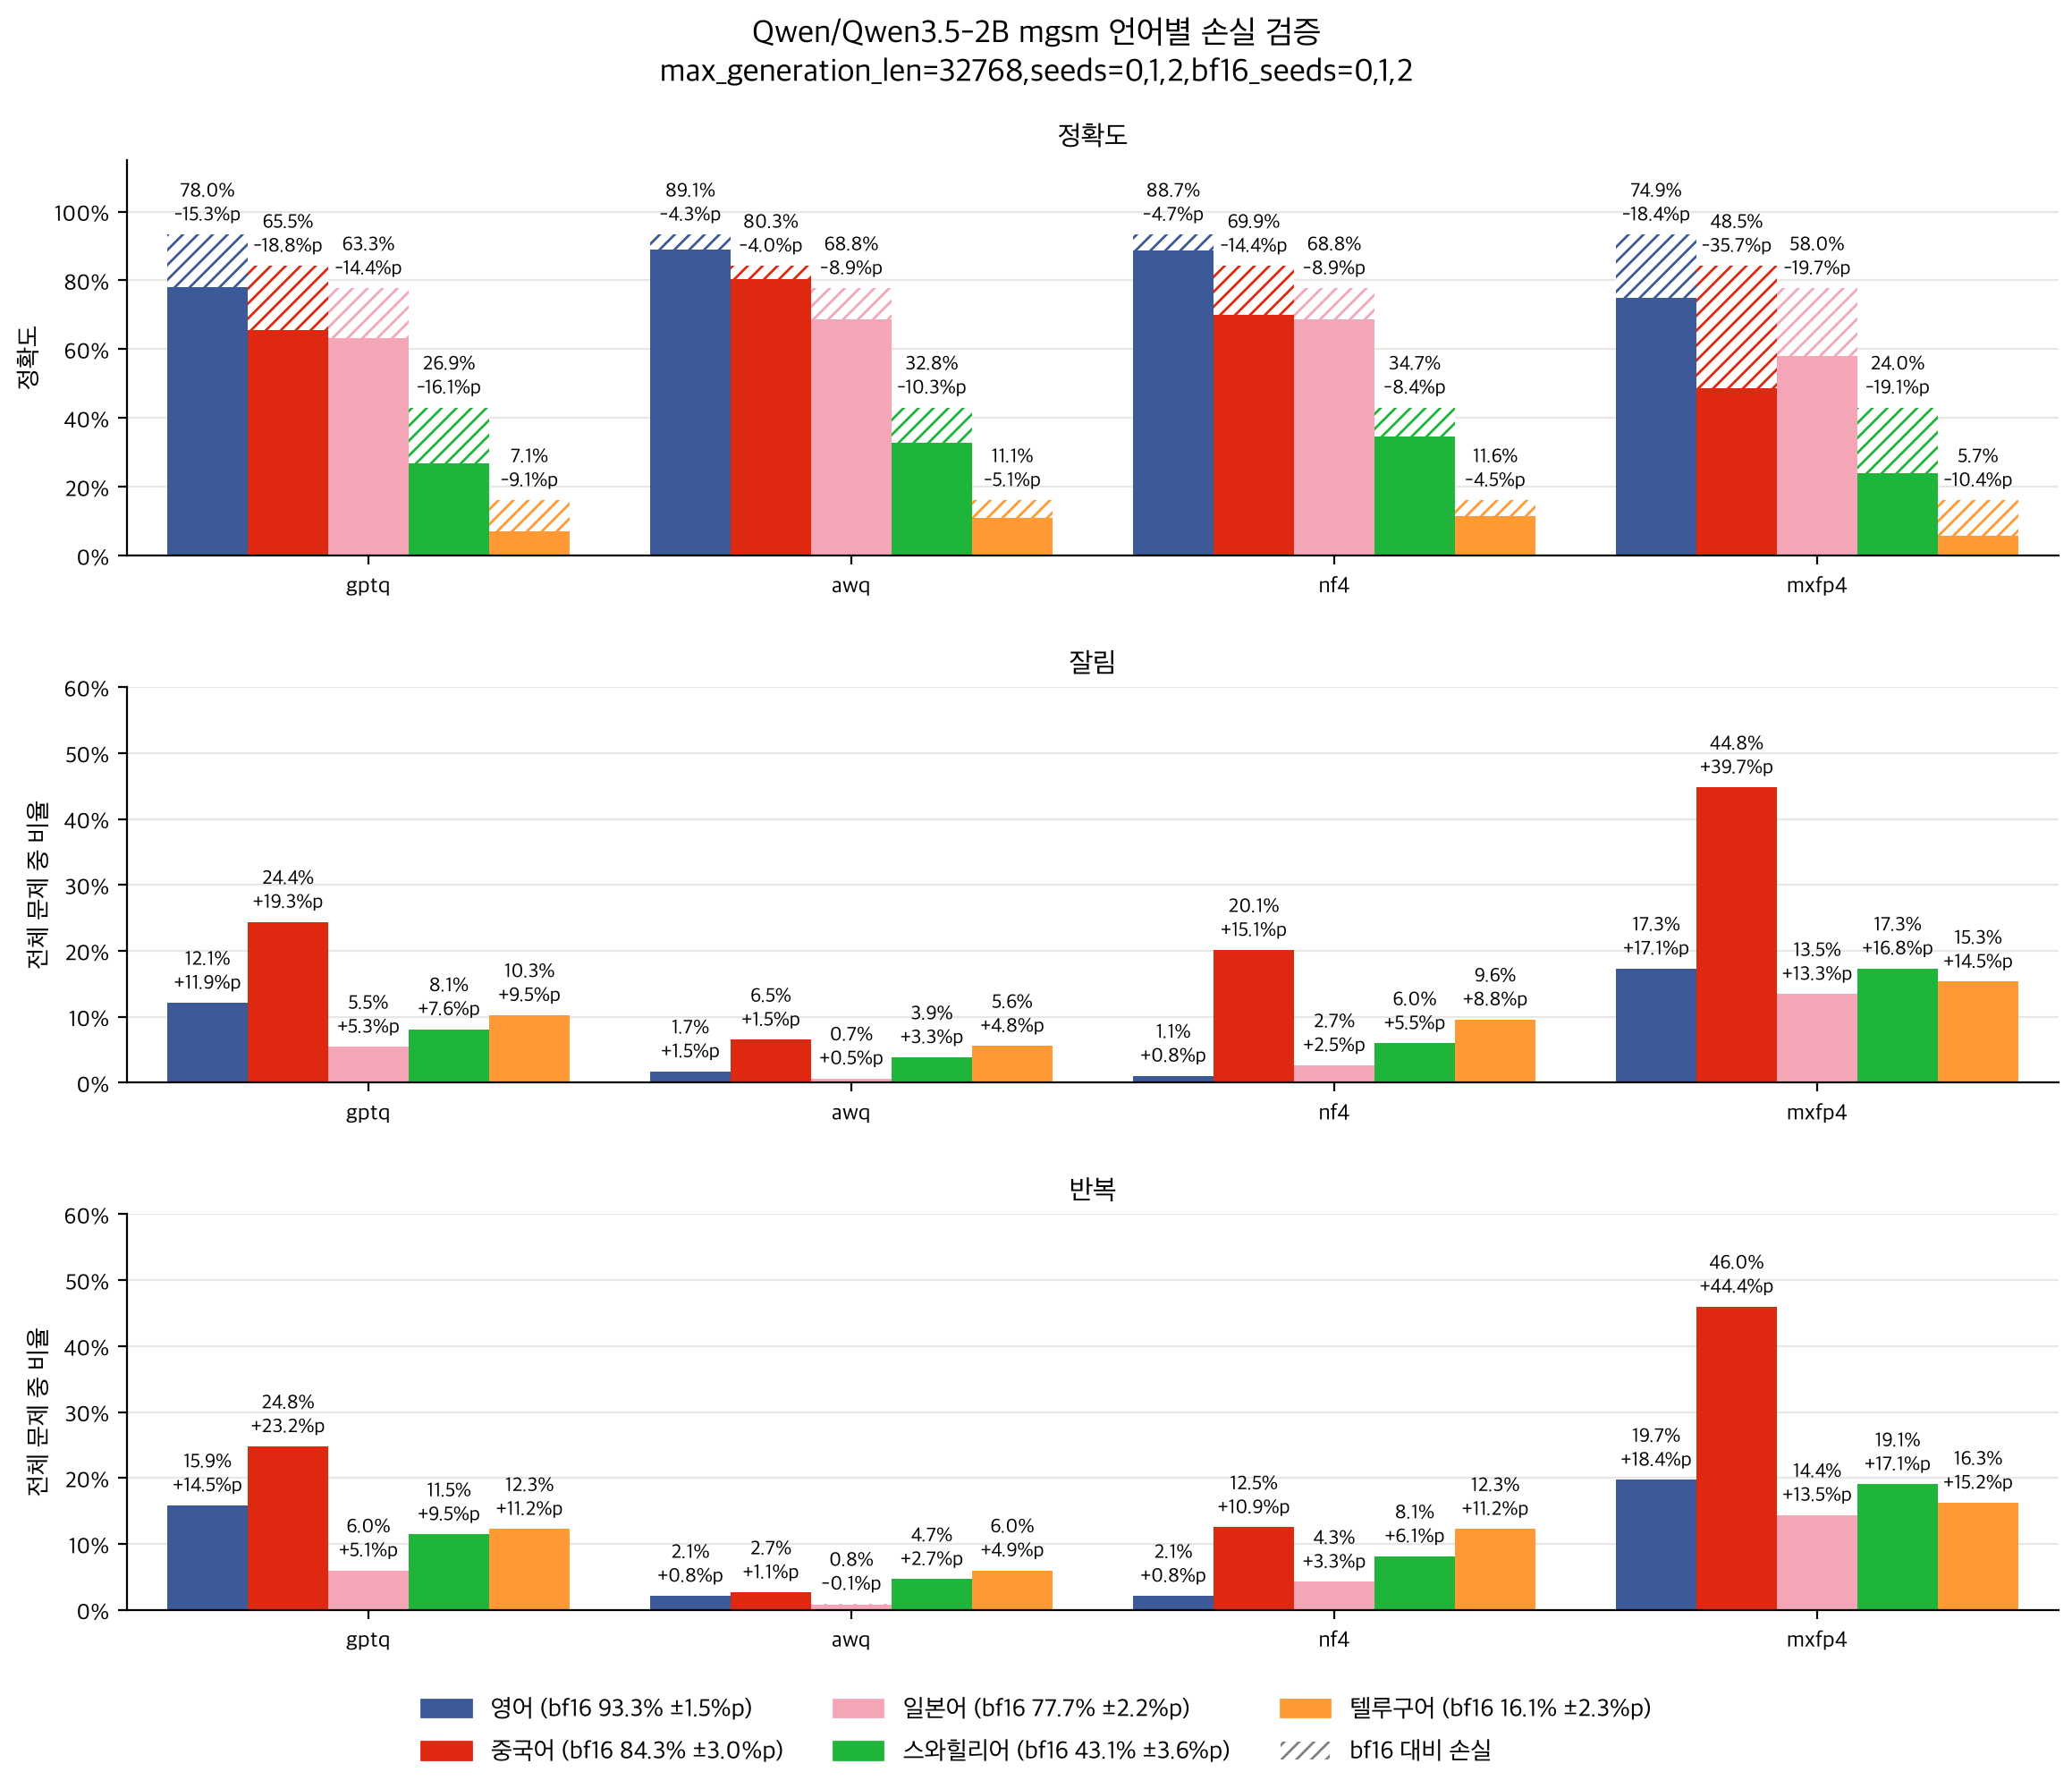 Qwen/Qwen3.5-2B mgsm 언어별 손실 검증
max_generation_len=32768,seeds=0,1,2,bf16_seeds=0,1,2
정확도
정확도
100%
80%
60%
40%
20%
0%
78.0%
-15.3%p
65.5%
-18.8%p
63.3%
-14.4%p
26.9%
-16.1%p
7.1%
-9.1%p
89.1%
-4.3%p
80.3%
-4.0%p
68.8%
-8.9%p
32.8%
-10.3%p
11.1%
-5.1%p
88.7%
-4.7%p
69.9%
-14.4%p
68.8%
-8.9%p
34.7%
-8.4%p
11.6%
-4.5%p
74.9%
-18.4%p
48.5%
-35.7%p
58.0%
-19.7%p
24.0%
-19.1%p
5.7%
-10.4%p
gptq
awq
nf4
mxfp4
잘림
전체 문제 중 비율
60%
50%
40%
30%
20%
10%
0%
12.1%
+11.9%p
24.4%
+19.3%p
5.5%
+5.3%p
8.1%
+7.6%p
10.3%
+9.5%p
1.7%
+1.5%p
6.5%
+1.5%p
0.7%
+0.5%p
3.9%
+3.3%p
5.6%
+4.8%p
1.1%
+0.8%p
20.1%
+15.1%p
2.7%
+2.5%p
6.0%
+5.5%p
9.6%
+8.8%p
17.3%
+17.1%p
44.8%
+39.7%p
13.5%
+13.3%p
17.3%
+16.8%p
15.3%
+14.5%p
gptq
awq
nf4
mxfp4
반복
전체 문제 중 비율
60%
50%
40%
30%
20%
10%
0%
15.9%
+14.5%p
24.8%
+23.2%p
6.0%
+5.1%p
11.5%
+9.5%p
12.3%
+11.2%p
2.1%
+0.8%p
2.7%
+1.1%p
0.8%
-0.1%p
4.7%
+2.7%p
6.0%
+4.9%p
2.1%
+0.8%p
12.5%
+10.9%p
4.3%
+3.3%p
8.1%
+6.1%p
12.3%
+11.2%p
19.7%
+18.4%p
46.0%
+44.4%p
14.4%
+13.5%p
19.1%
+17.1%p
16.3%
+15.2%p
gptq
awq
nf4
mxfp4
영어 (bf16 93.3% ±1.5%p)
중국어 (bf16 84.3% ±3.0%p)
일본어 (bf16 77.7% ±2.2%p)
스와힐리어 (bf16 43.1% ±3.6%p)
텔루구어 (bf16 16.1% ±2.3%p)
bf16 대비 손실